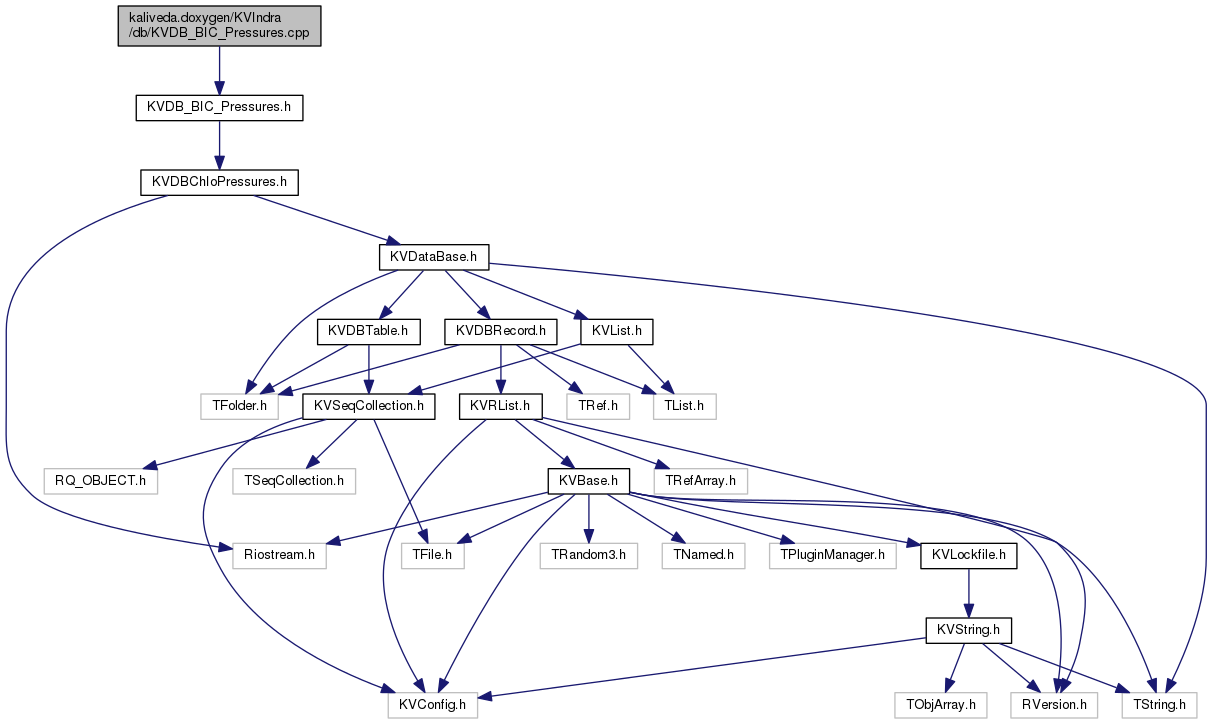 kaliveda.doxygen/KVIndra
/db/KVDB_BIC_Pressures.cpp
KVDB_BIC_Pressures.h
KVDBChIoPressures.h
KVDataBase.h
KVDBTable.h
KVDBRecord.h
KVList.h
TFolder.h
KVSeqCollection.h
KVRList.h
TRef.h
TList.h
RQ_OBJECT.h
TSeqCollection.h
KVBase.h
TRefArray.h
Riostream.h
TFile.h
TRandom3.h
TNamed.h
TPluginManager.h
KVLockfile.h
KVString.h
KVConfig.h
TObjArray.h
RVersion.h
TString.h